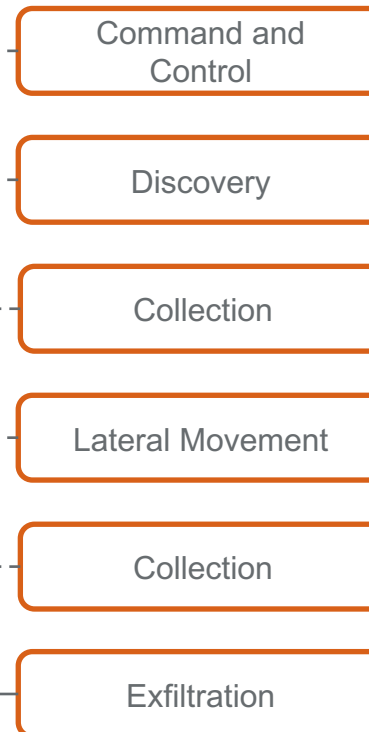 Command and
Control
Discovery
Collection
Lateral Movement
Collection
Exfiltration